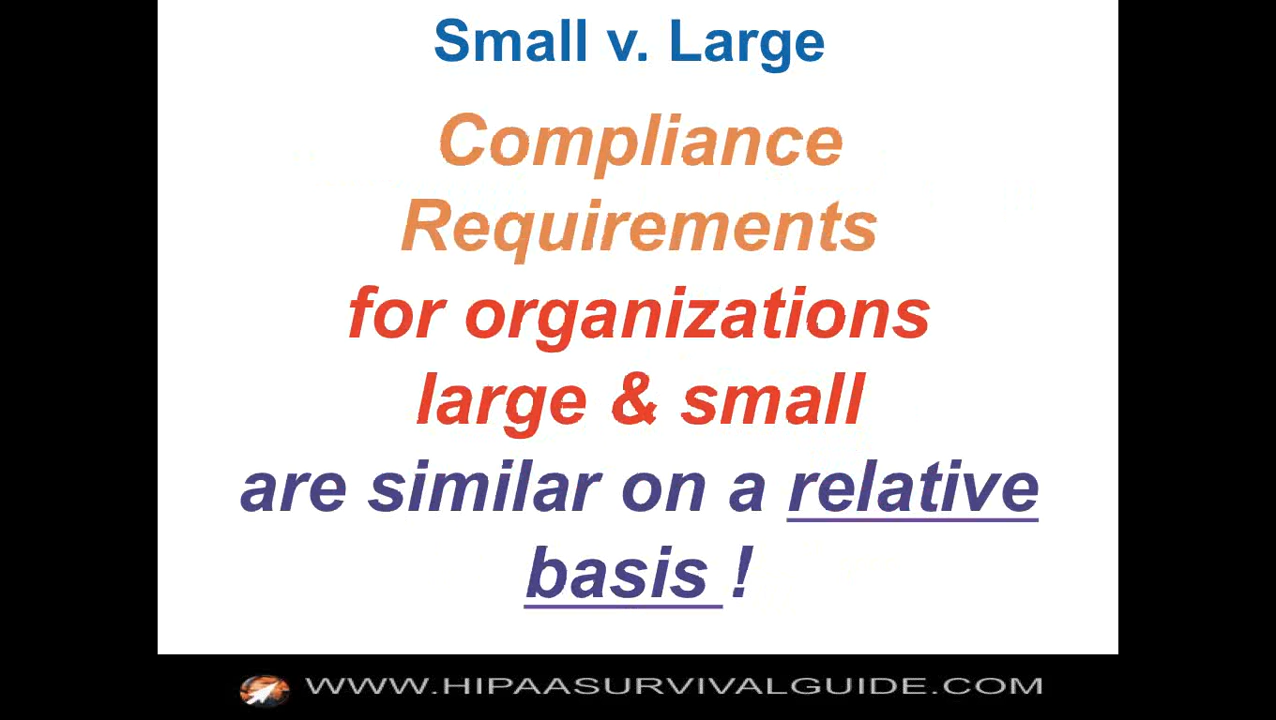 Small v. Large
Compliance
Requirements
for organizations
large & small
are similar on a relative
basis !
WWW.HIPAASURVIVALGUIDE.COM